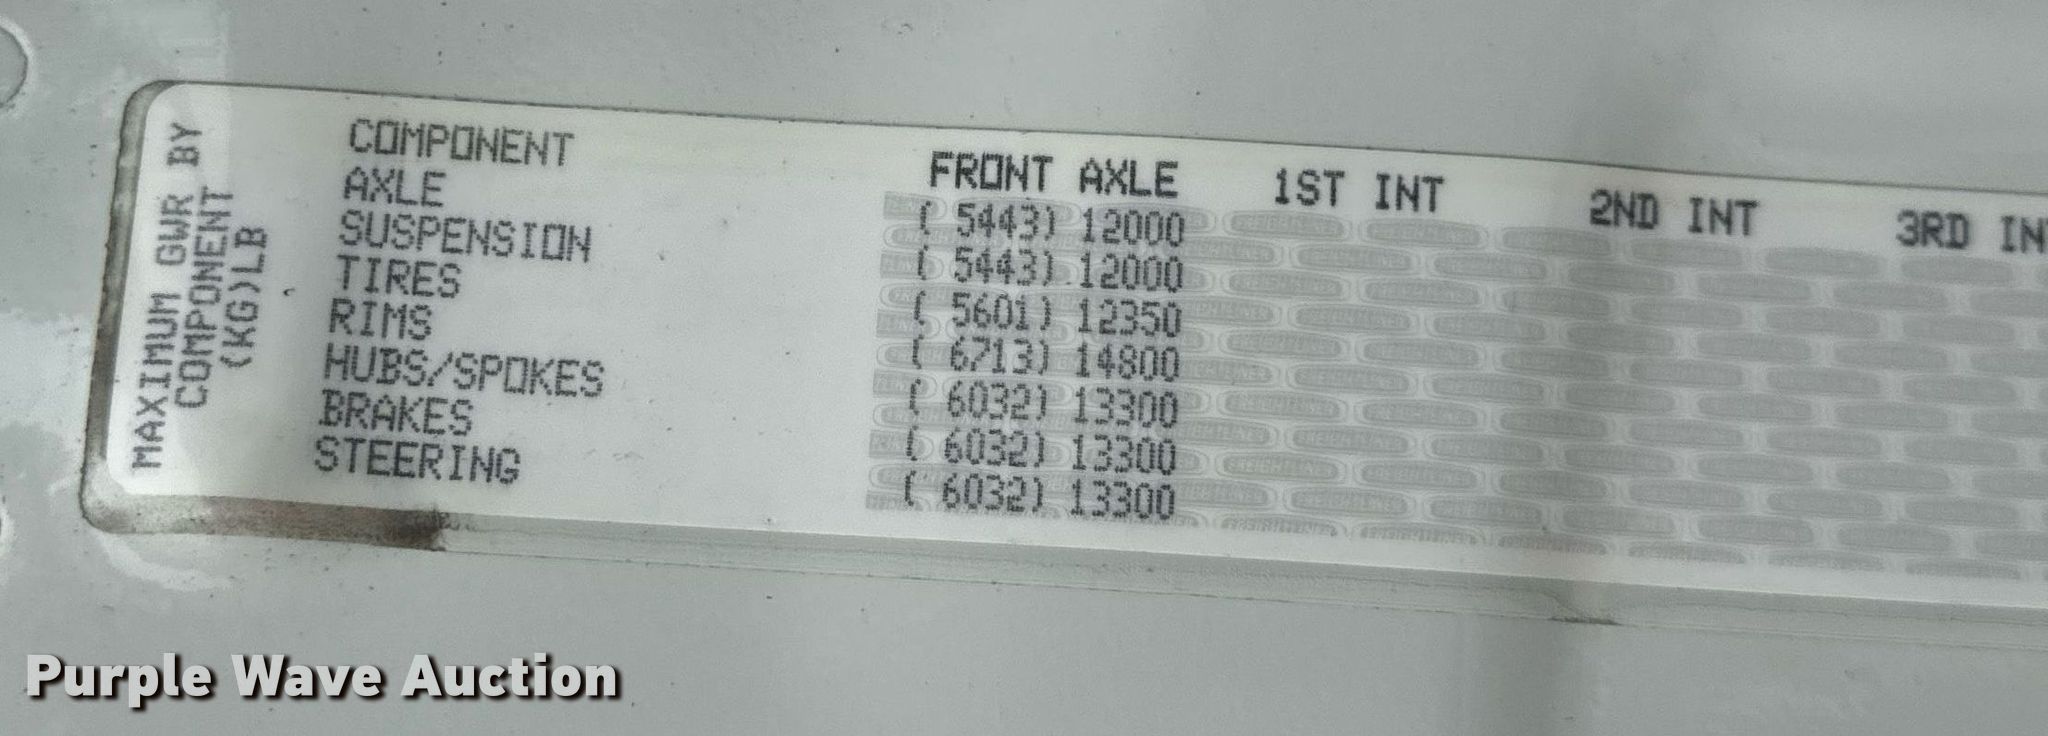 MAXIMUM GWR BY
COMPONENT
(KG)LB
COMPONENT FRONT AXLE 1ST INT 2ND INT 3RD IN
AXLE ( 5443) 12000
SUSPENSION ( 5443) 12000
TIRES ( 5601) 12350
RIMS ( 6713) 14800
HUBS/SPOKES ( 6032) 13300
BRAKES ( 6032) 13300
STEERING ( 6032) 13300
Purple Wave Auction